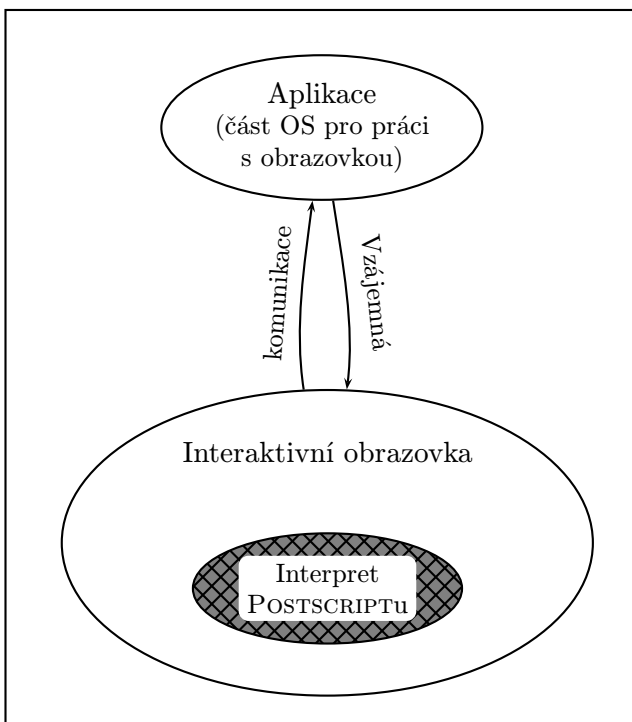 Aplikace
(část OS pro práci
s obrazovkou)
komunikace
Vzájemná
Interaktivní obrazovka
Interpret
POSTSCRIPTu